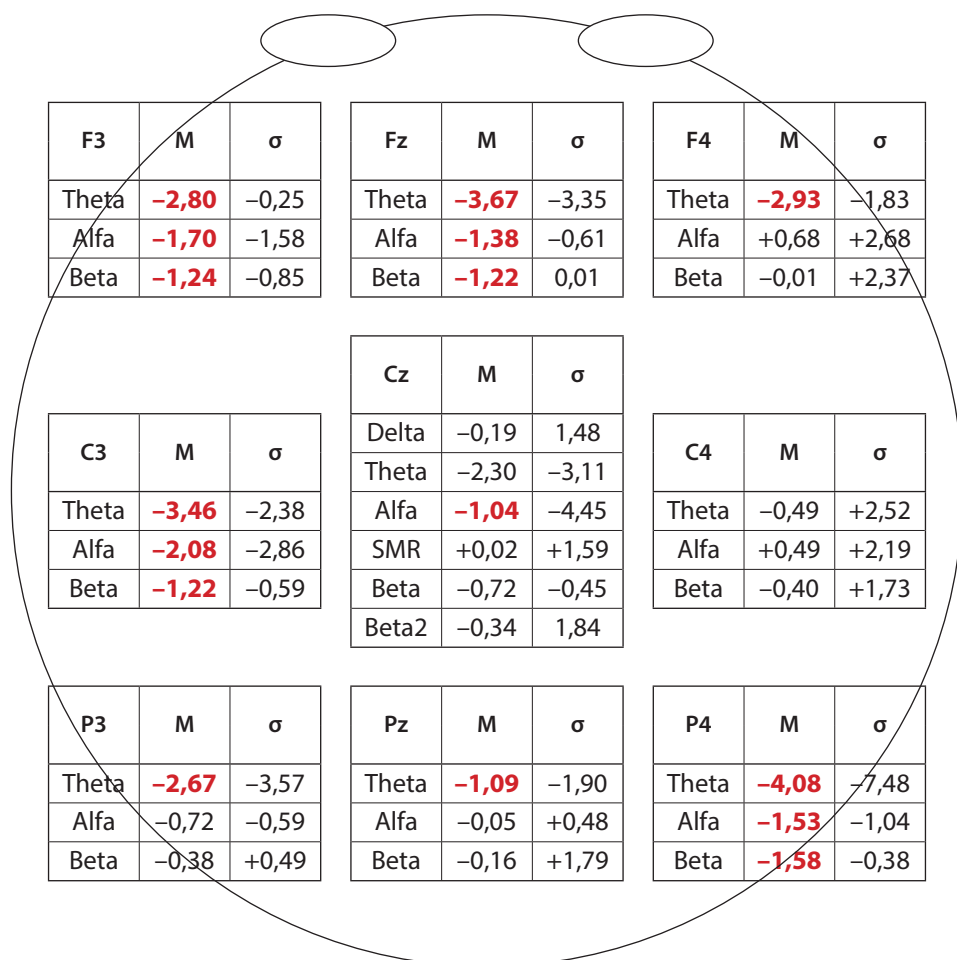 F3 M σ
Theta –2,80 –0,25
Alfa –1,70 –1,58
Beta –1,24 –0,85
Fz M σ
Theta –3,67 –3,35
Alfa –1,38 –0,61
Beta –1,22 0,01
F4 M σ
Theta –2,93 –1,83
Alfa +0,68 +2,68
Beta –0,01 +2,37
C3 M σ
Theta –3,46 –2,38
Alfa –2,08 –2,86
Beta –1,22 –0,59
Cz M σ
Delta –0,19 1,48
Theta –2,30 –3,11
Alfa –1,04 –4,45
SMR +0,02 +1,59
Beta –0,72 –0,45
Beta2 –0,34 1,84
C4 M σ
Theta –0,49 +2,52
Alfa +0,49 +2,19
Beta –0,40 +1,73
P3 M σ
Theta –2,67 –3,57
Alfa –0,72 –0,59
Beta –0,38 +0,49
Pz M σ
Theta –1,09 –1,90
Alfa –0,05 +0,48
Beta –0,16 +1,79
P4 M σ
Theta –4,08 –7,48
Alfa –1,53 –1,04
Beta –1,58 –0,38